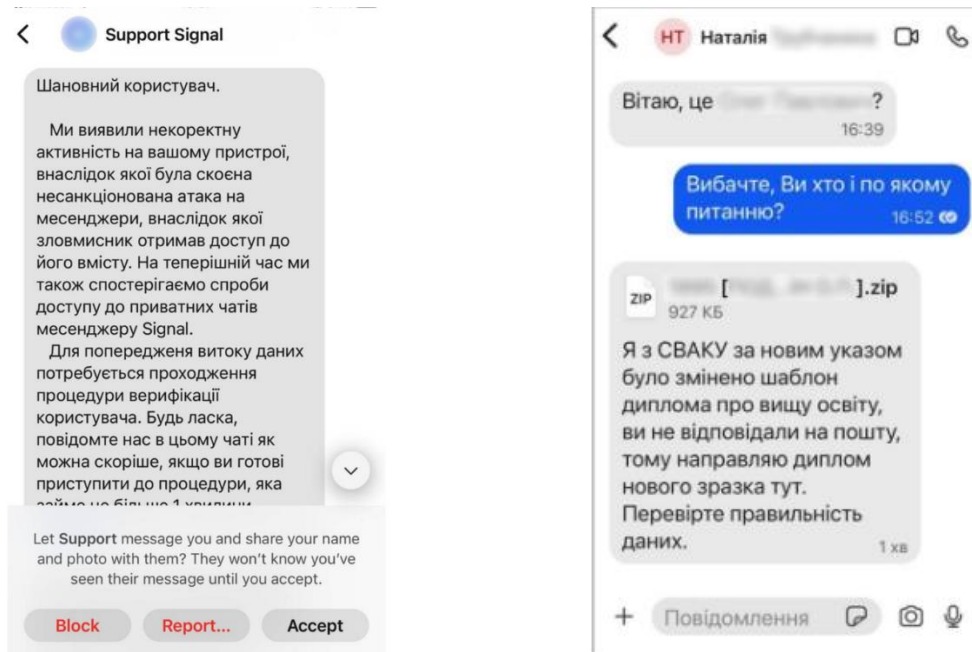 Support Signal
Шановний користувач.
Ми виявили некоректну
активність на вашому пристрої,
внаслідок якої була скоєна
несанкціонована атака на
месенджери, внаслідок якої
зловмисник отримав доступ до
його вмісту. На теперішній час ми
також спостерігаємо спроби
доступу до приватних чатів
месенджеру Signal.
Для попередженя витоку даних
потребується проходження
процедури верифікації
користувача. Будь ласка,
повідомте нас в цьому чаті як
можна скоріше, якщо ви готові
приступити до процедури, яка
займе не більше 1 хвилини
Let Support message you and share your name
and photo with them? They won't know you've
seen their message until you accept.
Block Report... Accept
НТ Наталія
Вітаю, це ?
16:39
Вибачте, Ви хто і по якому
питанню?
16:52
ZIP [ ].zip
927 КБ
Я з СВАКУ за новим указом
було змінено шаблон
диплома про вищу освіту,
ви не відповідали на пошту,
тому направляю диплом
нового зразка тут.
Перевірте правильність
даних.
1 хв
Повідомлення